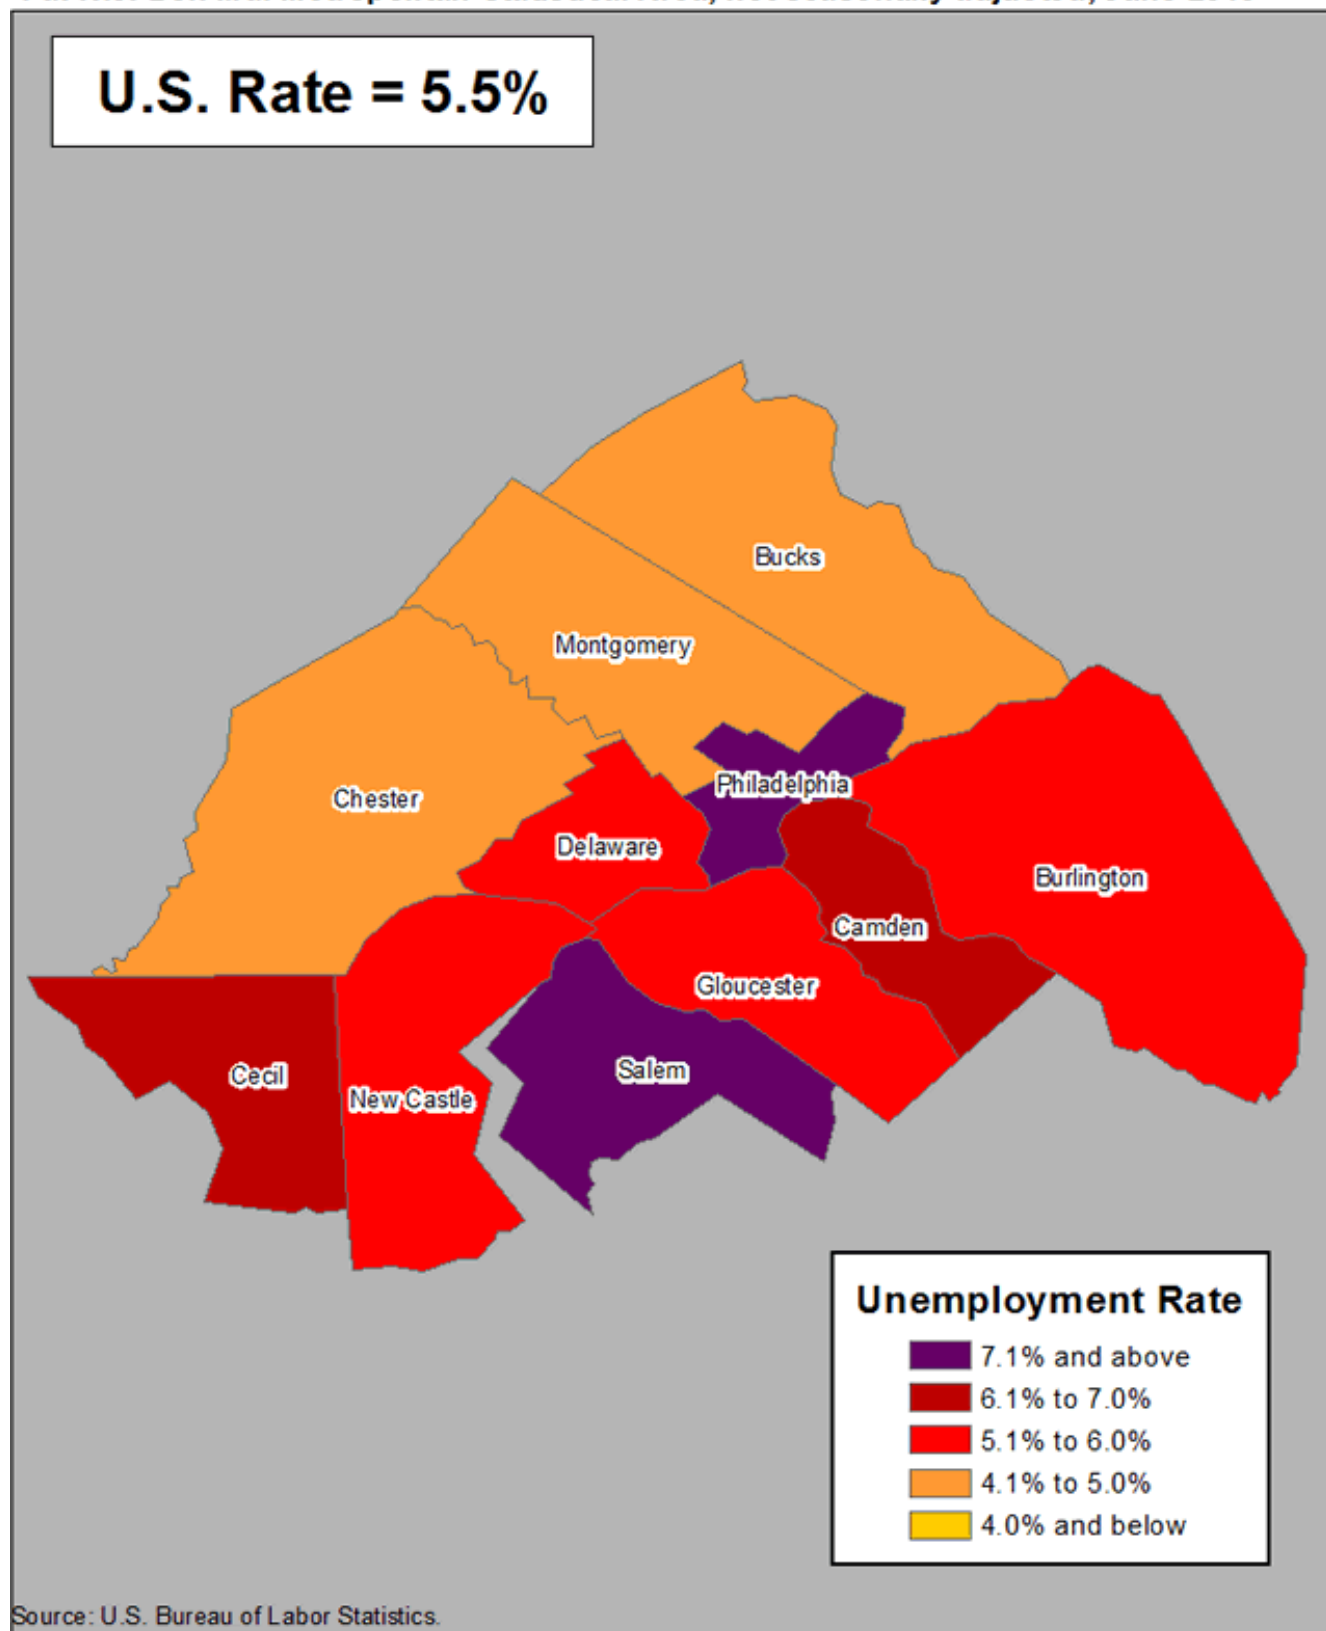 U.S. Rate = 5.5%
Bucks
Montgomery
Philadelphia
Chester
Delaware
Burlington
Camden
Gloucester
Salem
Cecil
New Castle
Unemployment Rate
7.1% and above
6.1% to 7.0%
5.1% to 6.0%
4.1% to 5.0%
4.0% and below
Source: U.S. Bureau of Labor Statistics.